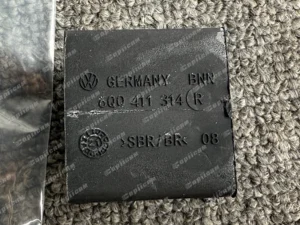 GERMANY BNR
6Q0 411 314 R
>SBR/BR< 08